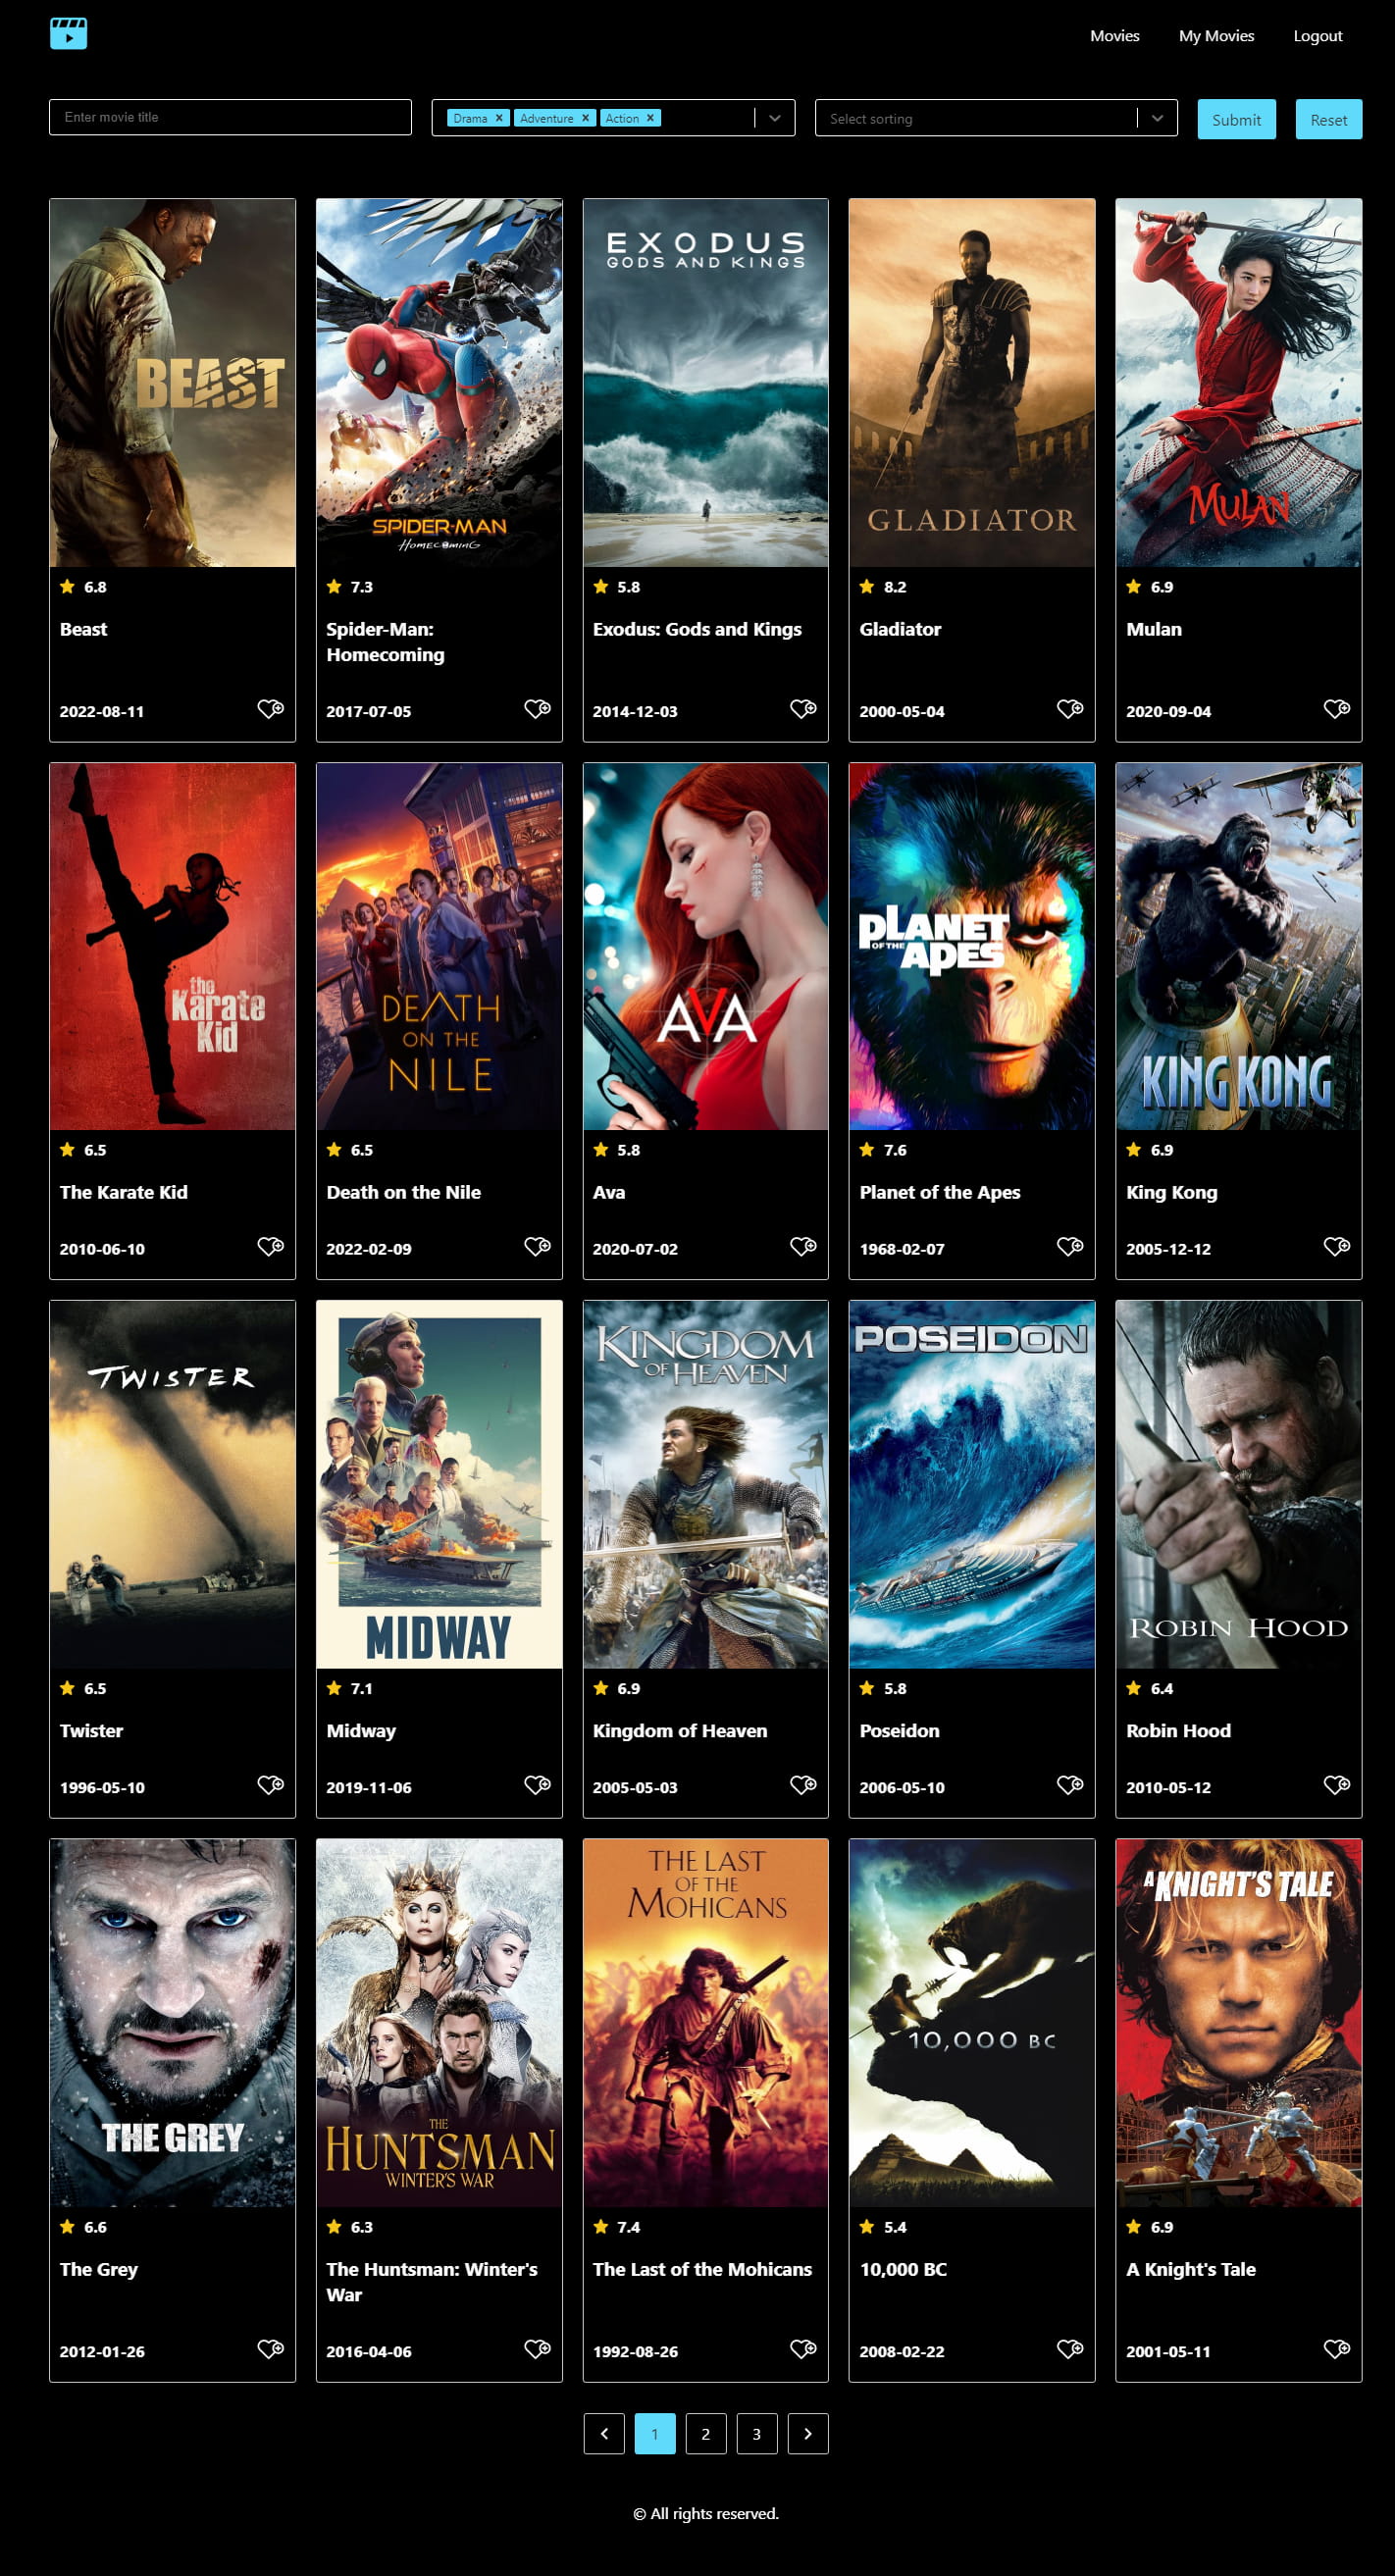 Movies My Movies Logout
Enter movie title Drama Adventure Action Select sorting Submit Reset
BEAST
SPIDER-MAN
HOMECOMING
EXODUS
GODS AND KINGS
GLADIATOR
MULAN
6.8 7.3 5.8 8.2 6.9
Beast
Spider-Man:
Homecoming
Exodus: Gods and Kings
Gladiator
Mulan
2022-08-11 2017-07-05 2014-12-03 2000-05-04 2020-09-04
the
Karate
Kid
DEATH
ON THE
NILE
AVA
PLANET
OF THE
APES
KING KONG
6.5 6.5 5.8 7.6 6.9
The Karate Kid
Death on the Nile
Ava
Planet of the Apes
King Kong
2010-06-10 2022-02-09 2020-07-02 1968-02-07 2005-12-12
TWISTER
MIDWAY
KINGDOM
OF HEAVEN
POSEIDON
ROBIN HOOD
6.5 7.1 6.9 5.8 6.4
Twister
Midway
Kingdom of Heaven
Poseidon
Robin Hood
1996-05-10 2019-11-06 2005-05-03 2006-05-10 2010-05-12
THE GREY
THE
HUNTSMAN
WINTER'S WAR
THE LAST
OF THE
MOHICANS
10,000 BC
A KNIGHT'S TALE
6.6 6.3 7.4 5.4 6.9
The Grey
The Huntsman: Winter's
War
The Last of the Mohicans
10,000 BC
A Knight's Tale
2012-01-26 2016-04-06 1992-08-26 2008-02-22 2001-05-11
1 2 3
© All rights reserved.